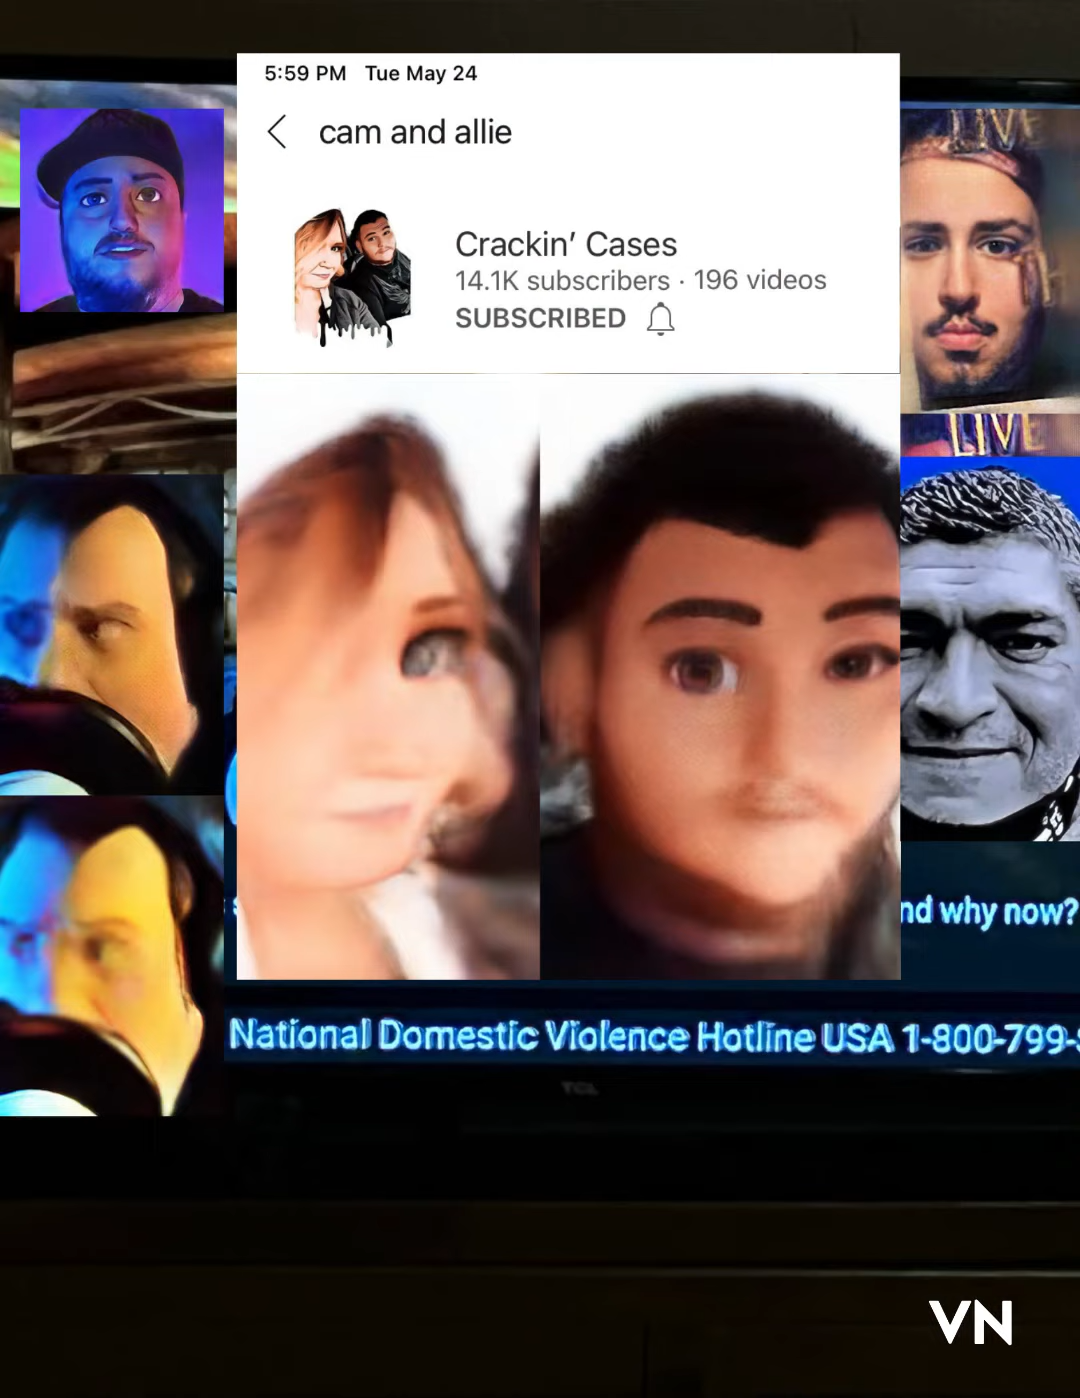 5:59 PM Tue May 24
cam and allie
Crackin' Cases
14.1K subscribers · 196 videos
SUBSCRIBED
LIVE
LIVE
nd why now?
National Domestic Violence Hotline USA 1-800-799-
TCL
VN